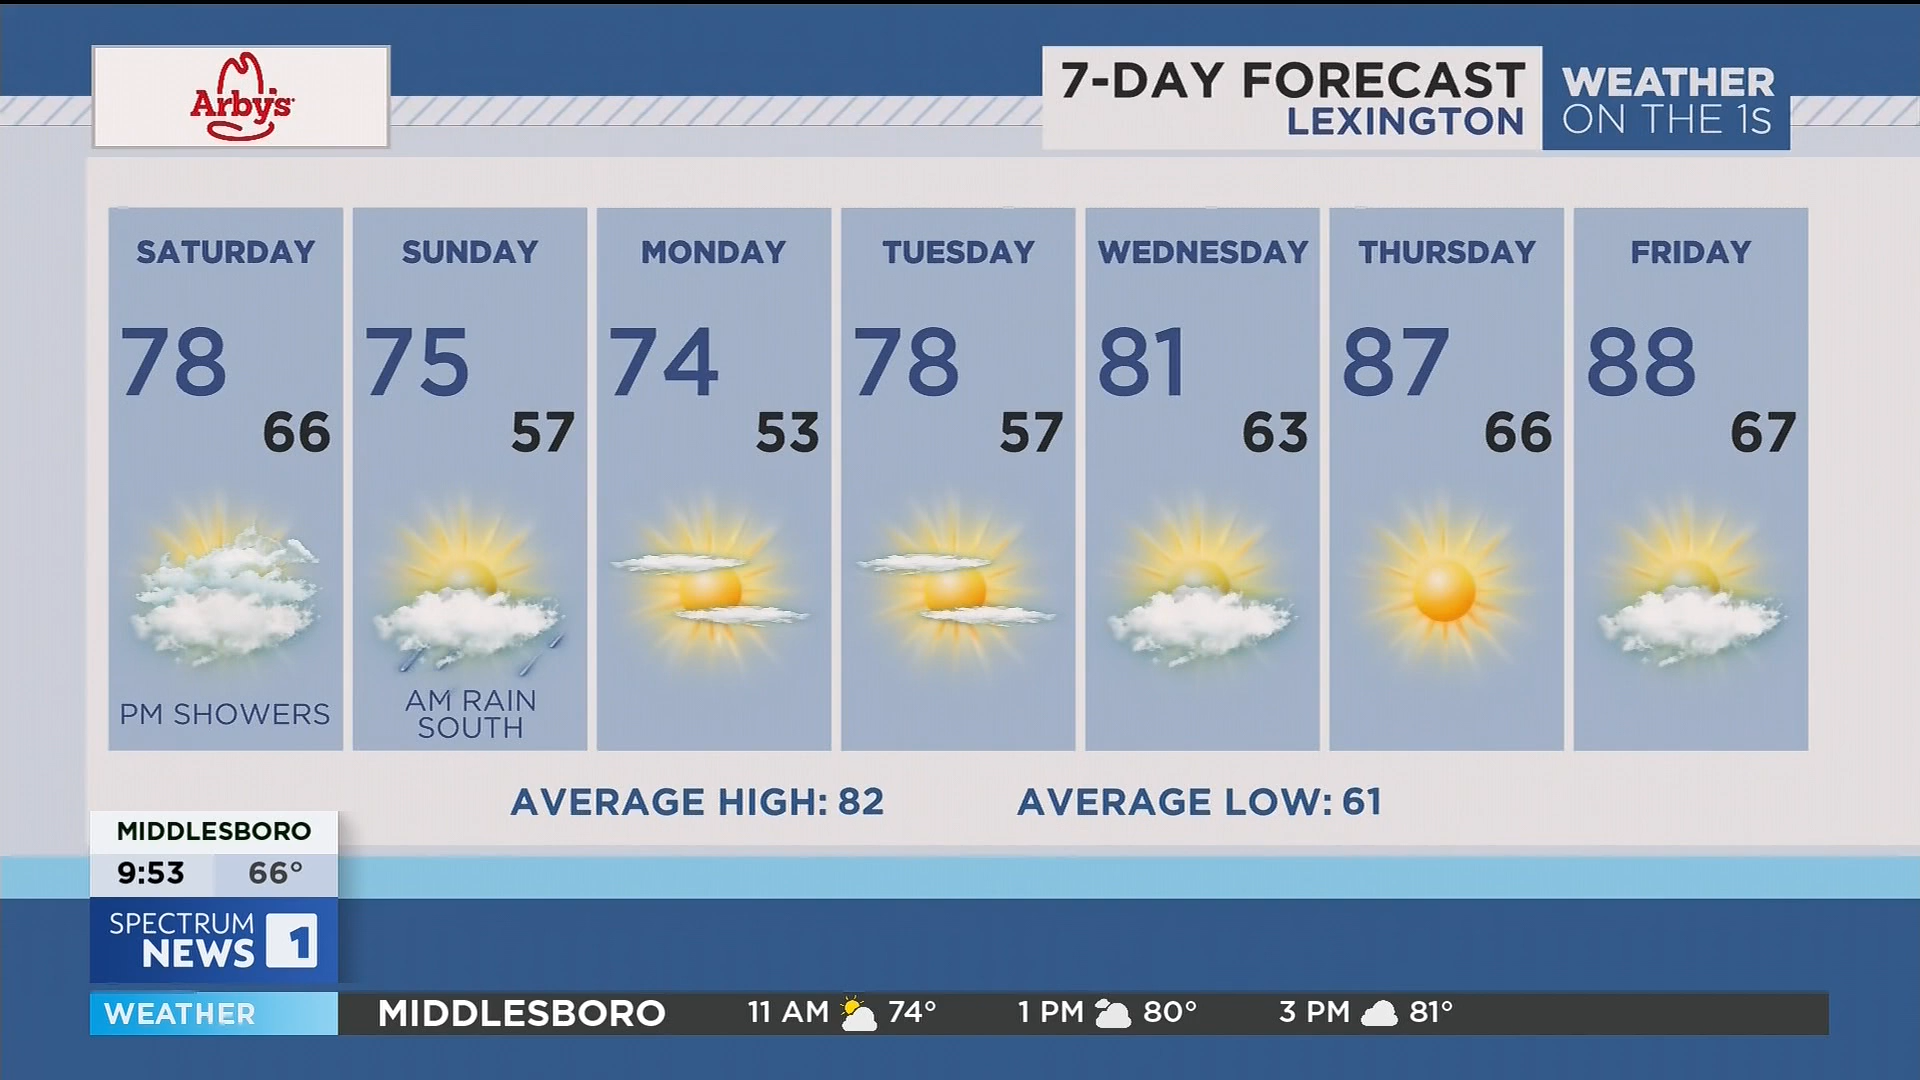 Arby's
7-DAY FORECAST
LEXINGTON
WEATHER
ON THE 1S
SATURDAY
78
66
PM SHOWERS
SUNDAY
75
57
AM RAIN
SOUTH
MONDAY
74
53
TUESDAY
78
57
WEDNESDAY
81
63
THURSDAY
87
66
FRIDAY
88
67
AVERAGE HIGH: 82
AVERAGE LOW: 61
MIDDLESBORO
9:53 66°
SPECTRUM
NEWS 1
WEATHER
MIDDLESBORO 11 AM 74° 1 PM 80° 3 PM 81°